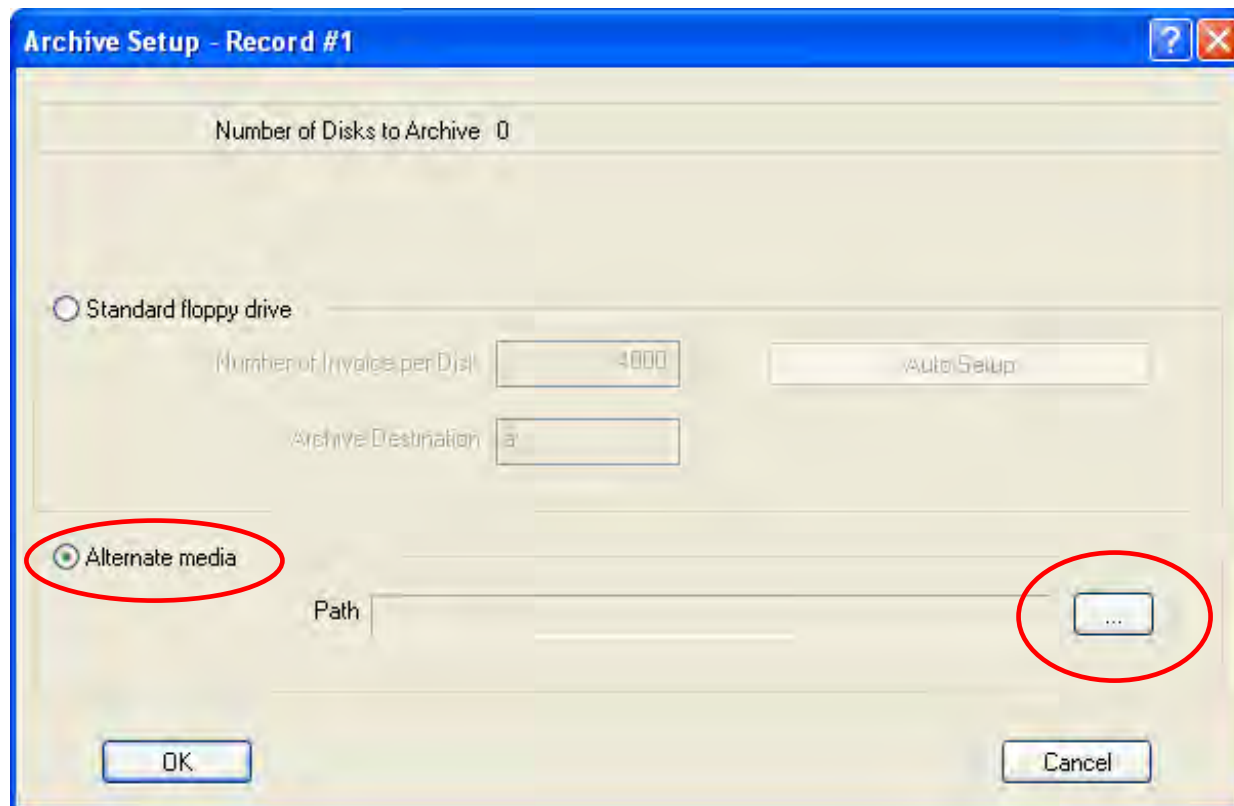 Archive Setup - Record #1
Number of Disks to Archive 0
Standard floppy drive
Number of Invoice per Disk 4000 Auto Setup
Archive Destination a
Alternate media
Path ...
OK Cancel